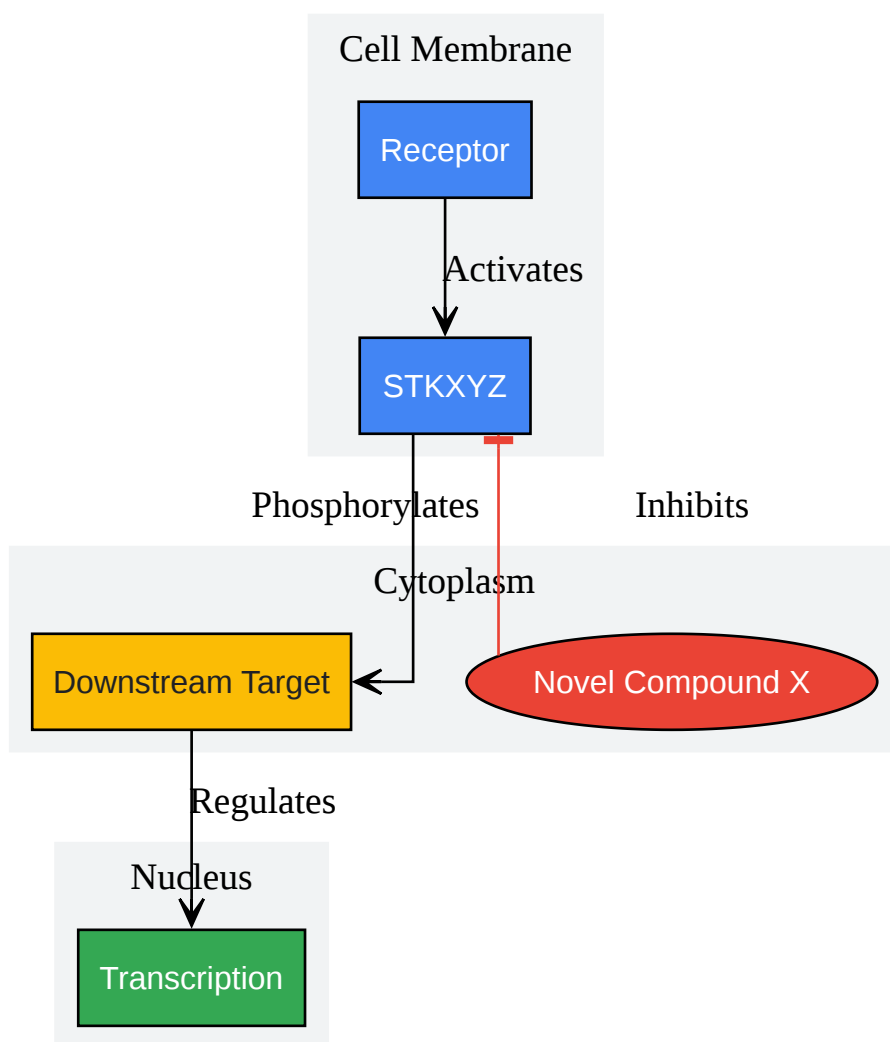 Cell Membrane
Receptor
Activates
STKXYZ
Phosphorylates
Inhibits
Cytoplasm
Downstream Target
Novel Compound X
Regulates
Nucleus
Transcription